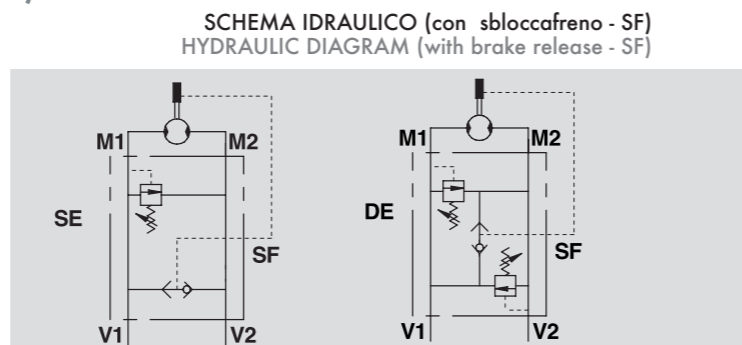 SCHEMA IDRAULICO (con sbloccafreno - SF)
HYDRAULIC DIAGRAM (with brake release - SF)
M1 M2
SE
SF
V1 V2
M1 M2
DE
SF
V1 V2